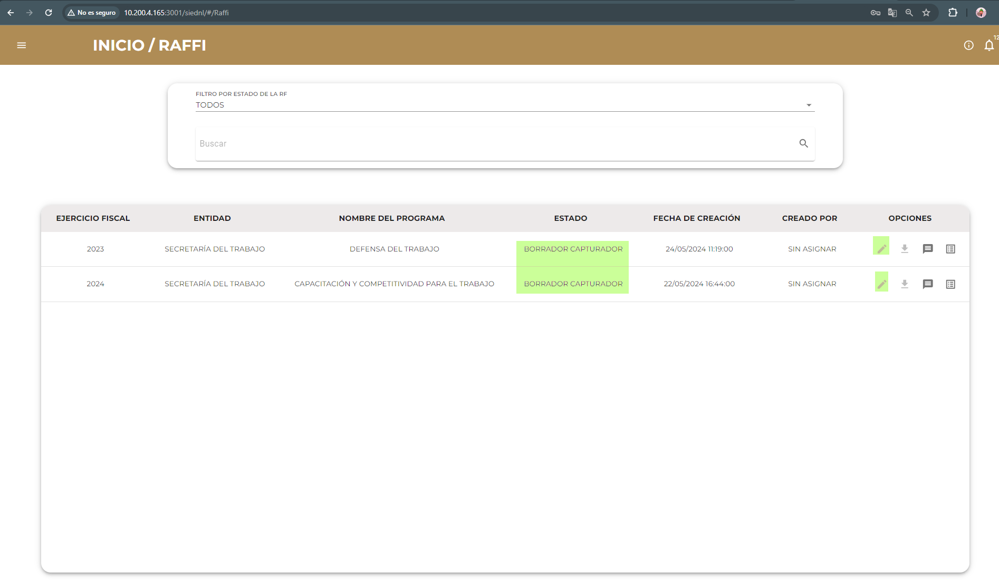 No es seguro 10.200.4.165:3001/siednl/#/Raffi
INICIO / RAFFI
12
FILTRO POR ESTADO DE LA RF
TODOS
Buscar
EJERCICIO FISCAL ENTIDAD NOMBRE DEL PROGRAMA ESTADO FECHA DE CREACIÓN CREADO POR OPCIONES
2023 SECRETARÍA DEL TRABAJO DEFENSA DEL TRABAJO BORRADOR CAPTURADOR 24/05/2024 11:19:00 SIN ASIGNAR
2024 SECRETARÍA DEL TRABAJO CAPACITACIÓN Y COMPETITIVIDAD PARA EL TRABAJO BORRADOR CAPTURADOR 22/05/2024 16:44:00 SIN ASIGNAR